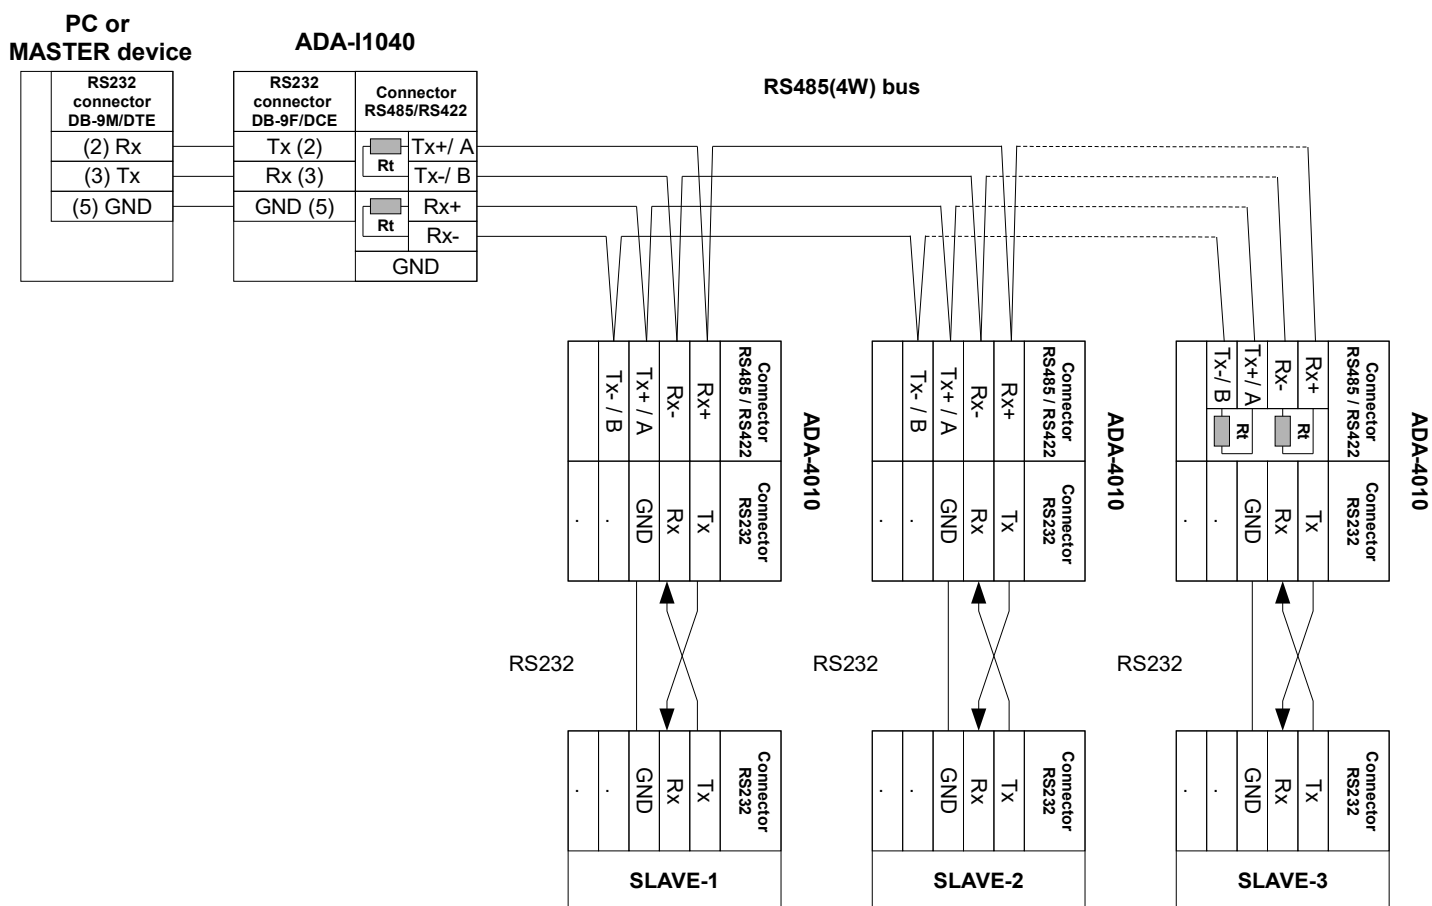 PC or
MASTER device
ADA-I1040
RS485(4W) bus
RS232
connector
DB-9M/DTE
(2) Rx
(3) Tx
(5) GND
RS232
connector
DB-9F/DCE
Tx (2)
Rx (3)
GND (5)
Connector
RS485/RS422
Rt
Tx+/ A
Tx-/ B
Rt
Rx+
Rx-
GND
Connector
RS485 / RS422
Rx+
Rx-
Tx+ / A
Tx- / B
Connector
RS232
Tx
Rx
GND
.
.
ADA-4010
Connector
RS485 / RS422
Rx+
Rx-
Tx+ / A
Tx- / B
Connector
RS232
Tx
Rx
GND
.
.
ADA-4010
Connector
RS485 / RS422
Rx+
Rx-
Tx+/ A
Tx-/ B
Rt
Rt
Connector
RS232
Tx
Rx
GND
.
.
ADA-4010
RS232
RS232
RS232
Connector
RS232
Tx
Rx
GND
.
.
SLAVE-1
Connector
RS232
Tx
Rx
GND
.
.
SLAVE-2
Connector
RS232
Tx
Rx
GND
.
.
SLAVE-3